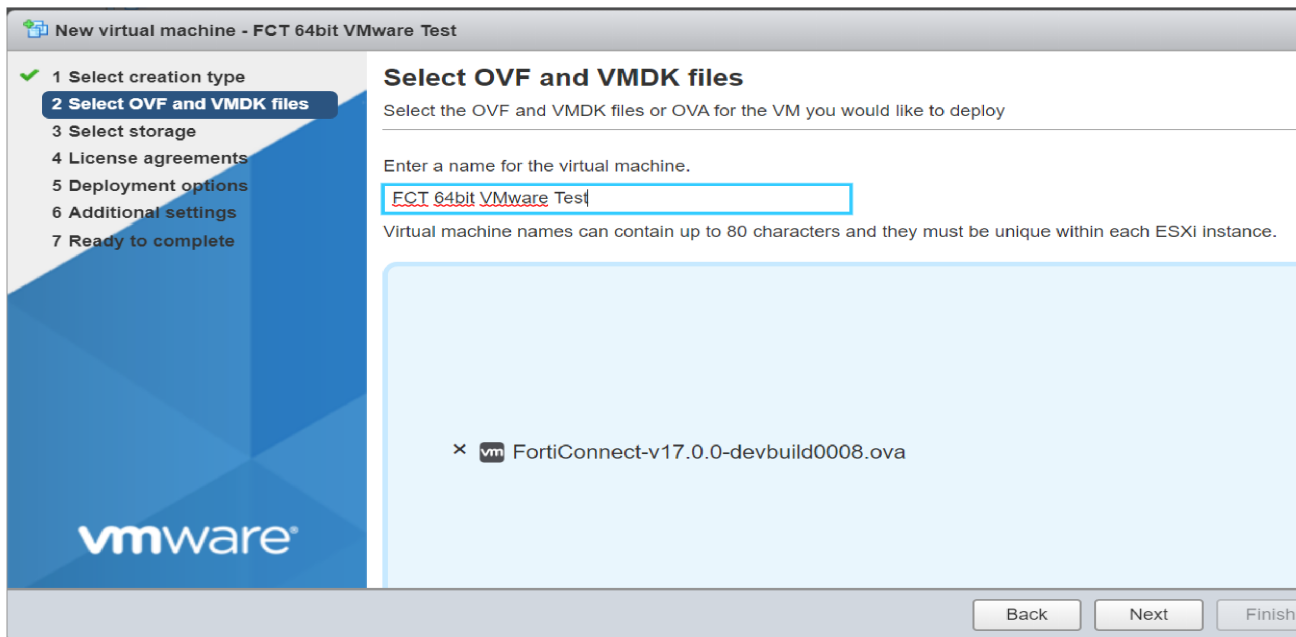 New virtual machine - FCT 64bit VMware Test
1 Select creation type
2 Select OVF and VMDK files
3 Select storage
4 License agreements
5 Deployment options
6 Additional settings
7 Ready to complete
vmware®
Select OVF and VMDK files
Select the OVF and VMDK files or OVA for the VM you would like to deploy
Enter a name for the virtual machine.
FCT 64bit VMware Test
Virtual machine names can contain up to 80 characters and they must be unique within each ESXi instance.
vm FortiConnect-v17.0.0-devbuild0008.ova
Back Next Finish